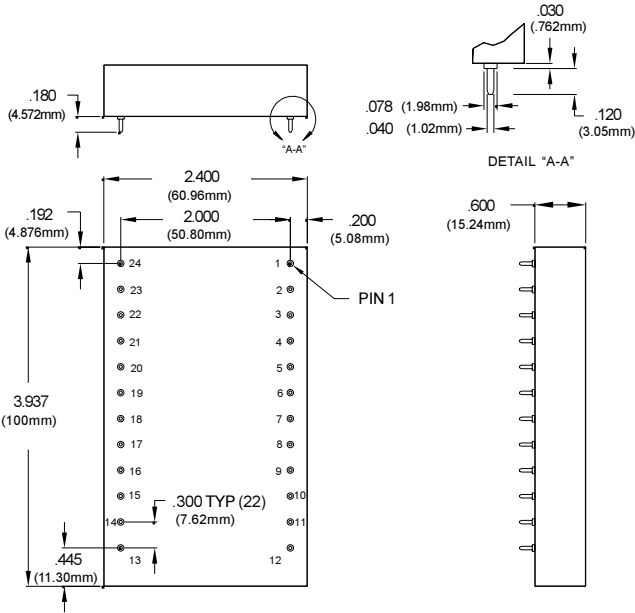 .030
(.762mm)
.180
(4.572mm)
.078 (1.98mm)
.040 (1.02mm)
.120
(3.05mm)
"A-A"
DETAIL "A-A"
2.400
(60.96mm)
.192
(4.876mm)
2.000
(50.80mm)
.200
(5.08mm)
.600
(15.24mm)
24 1
PIN 1
23 2
22 3
21 4
20 5
19 6
3.937
(100mm)
18 7
17 8
16 9
15 10
.300 TYP (22)
(7.62mm)
14 11
.445
(11.30mm)
13 12